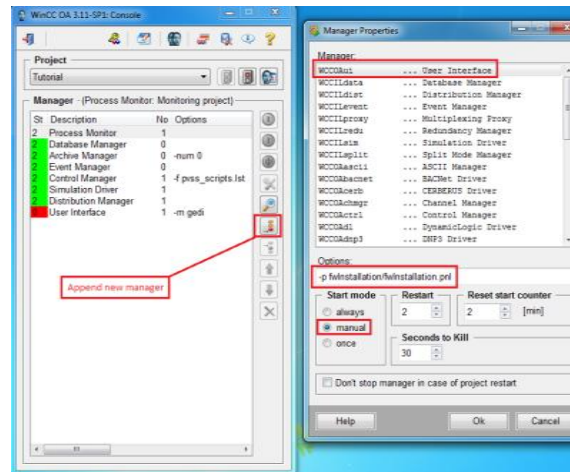 WinCC OA 3.11-SP1: Console
Project
Tutorial
Manager - (Process Monitor: Monitoring project)
St Description No Options
2 Process Monitor 1
2 Database Manager 0
2 Archive Manager 0 -num 0
2 Event Manager 0
2 Control Manager 1 -f pvss_scripts.lst
2 Simulation Driver 1
2 Distribution Manager 1
User Interface 1 -m gedi
Append new manager
Manager Properties
Manager:
WCCOAui ... User Interface
WCCILdata ... Database Manager
WCCILdist ... Distribution Manager
WCCILevent ... Event Manager
WCCILproxy ... Multiplexing Proxy
WCCILredu ... Redundancy Manager
WCCILsim ... Simulation Driver
WCCILsplit ... Split Mode Manager
WCCOAascii ... ASCII Manager
WCCOAbacnet ... BACNet Driver
WCCOAcerb ... CERBERUS Driver
WCCOAchmgr ... Channel Manager
WCCOActrl ... Control Manager
WCCOAdl ... DynamicLogic Driver
WCCOAdnp3 ... DNP3 Driver
Options:
-p fwInstallation/fwInstallation.pnl
Start mode Restart Reset start counter
always 2 2 [min]
manual
once Seconds to Kill
30
Don't stop manager in case of project restart
Help Ok Cancel